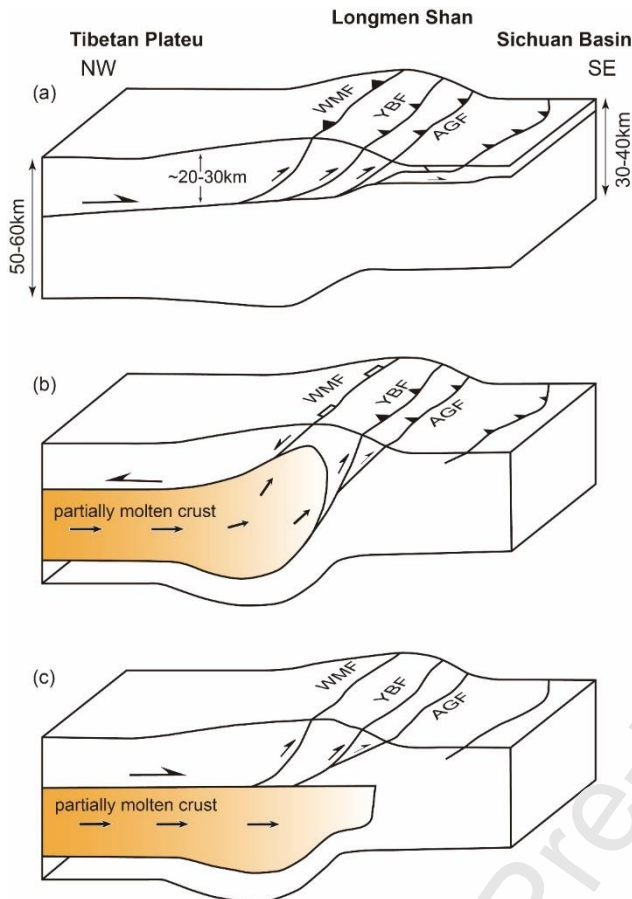 Longmen Shan
Tibetan Plateu
Sichuan Basin
NW
SE
(a)
WMF
YBF
AGF
~20-30km
50-60km
30-40km
(b)
WMF
YBF
AGF
partially molten crust
(c)
WMF
YBF
AGF
partially molten crust
Pre